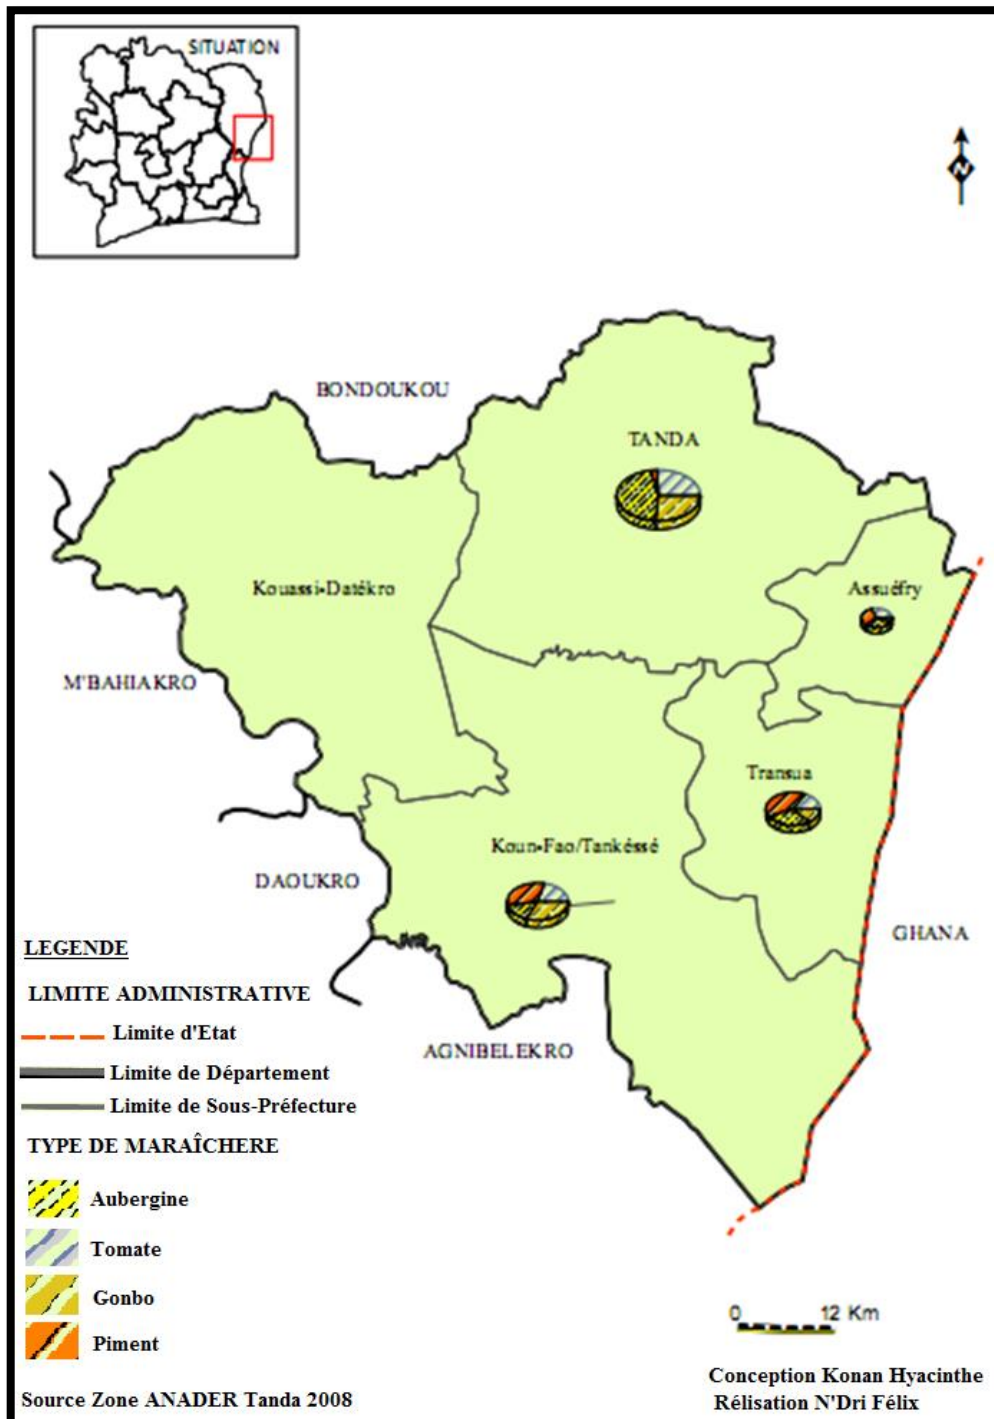 SITUATION
N
BONDOUKOU
TANDA
Kouassi-Datékro
Assuéfry
M'BAHIAKRO
Transua
Koun-Fao/Tankéssé
DAOUKRO
GHANA
AGNIBELEKRO
LEGENDE
LIMITE ADMINISTRATIVE
Limite d'Etat
Limite de Département
Limite de Sous-Préfecture
TYPE DE MARAÎCHERE
Aubergine
Tomate
Gonbo
Piment
0 12 Km
Source Zone ANADER Tanda 2008
Conception Konan Hyacinthe
Rélisation N'Dri Félix